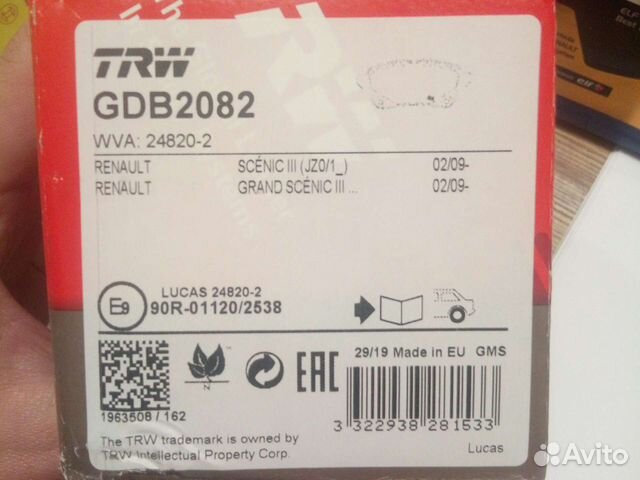 TRW
GDB2082
WVA: 24820-2
RENAULT SCÉNIC III (JZ0/1_) 02/09-
RENAULT GRAND SCÉNIC III ... 02/09-
LUCAS 24820-2
E9 90R-01120/2538
1963508 / 162
EAC
29/19 Made in EU GMS
3 322938 281533
The TRW trademark is owned by
TRW Intellectual Property Corp.
Lucas
elf
Avito